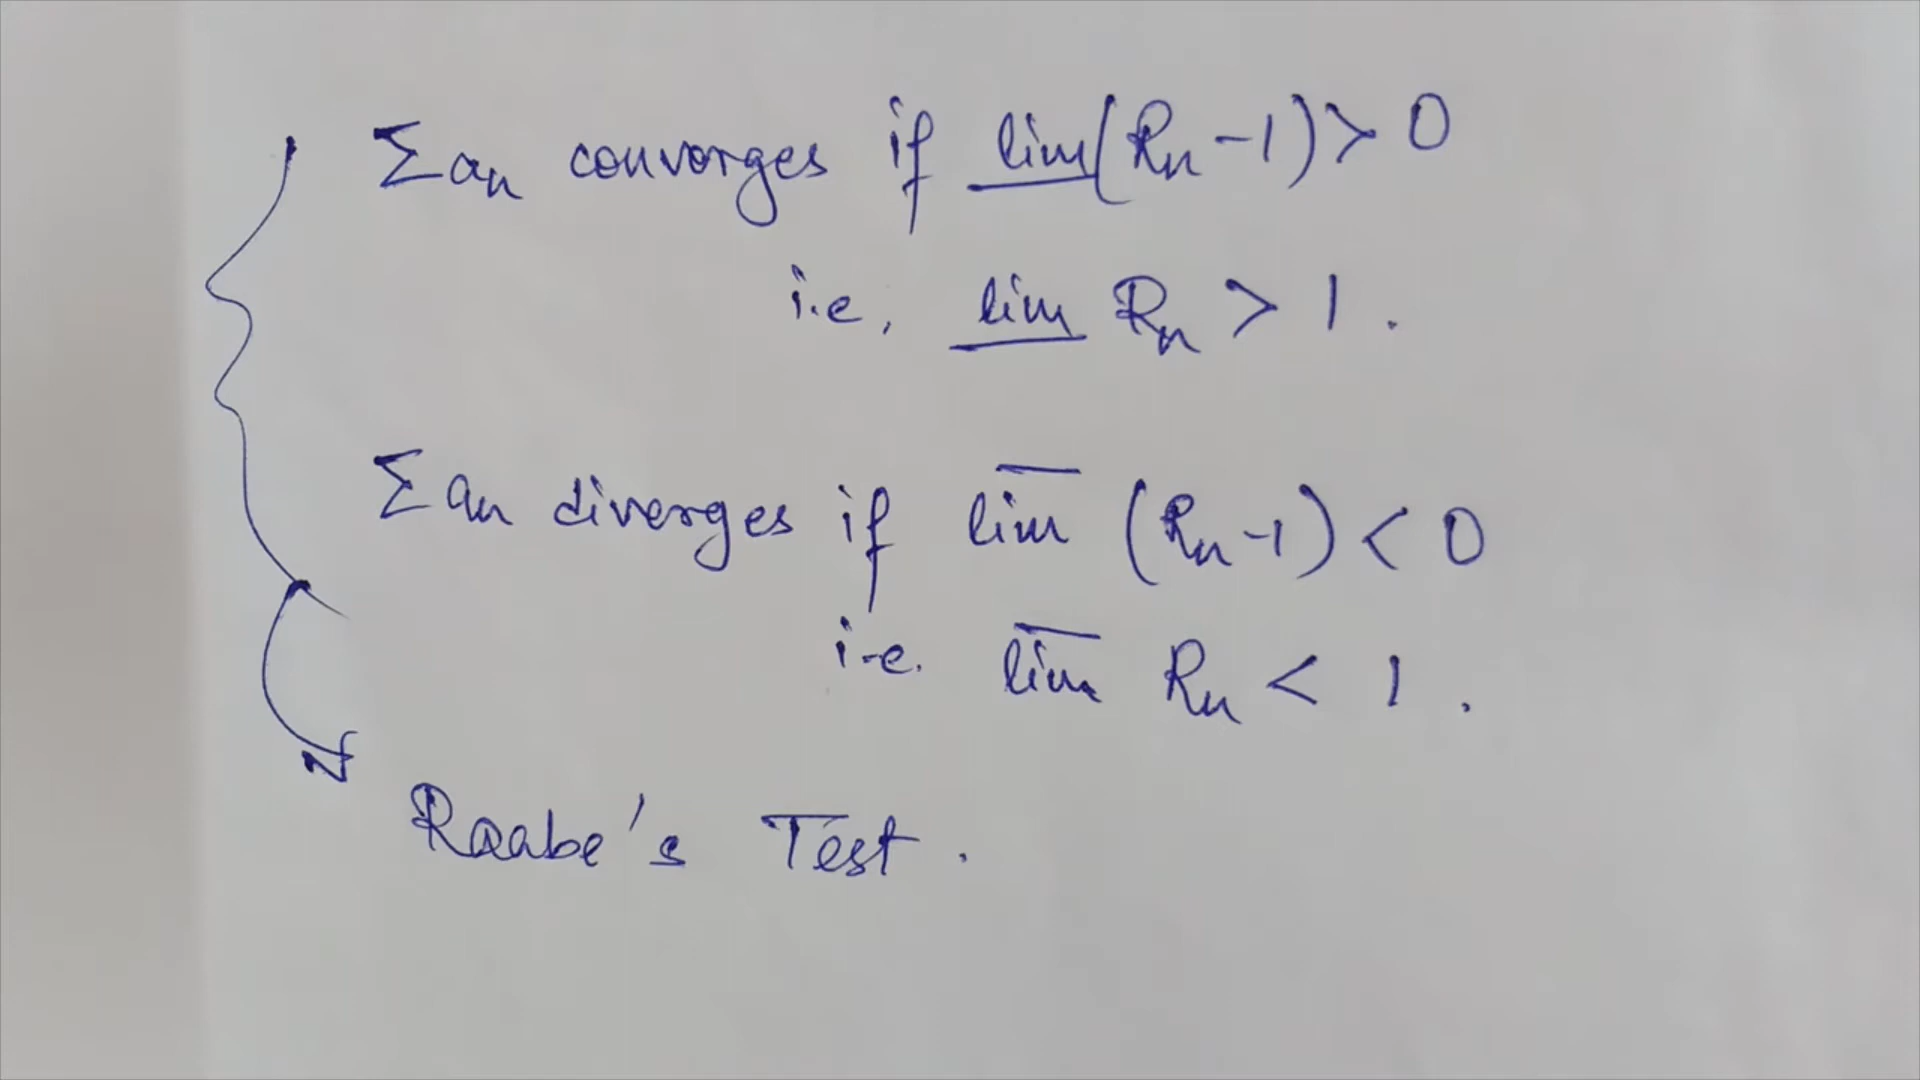 Σan converges if lim(Rn-1) > 0
i.e, lim Rn > 1.
Σan diverges if lim (Rn-1) < 0
i.e. lim Rn < 1.
Raabe's Test.